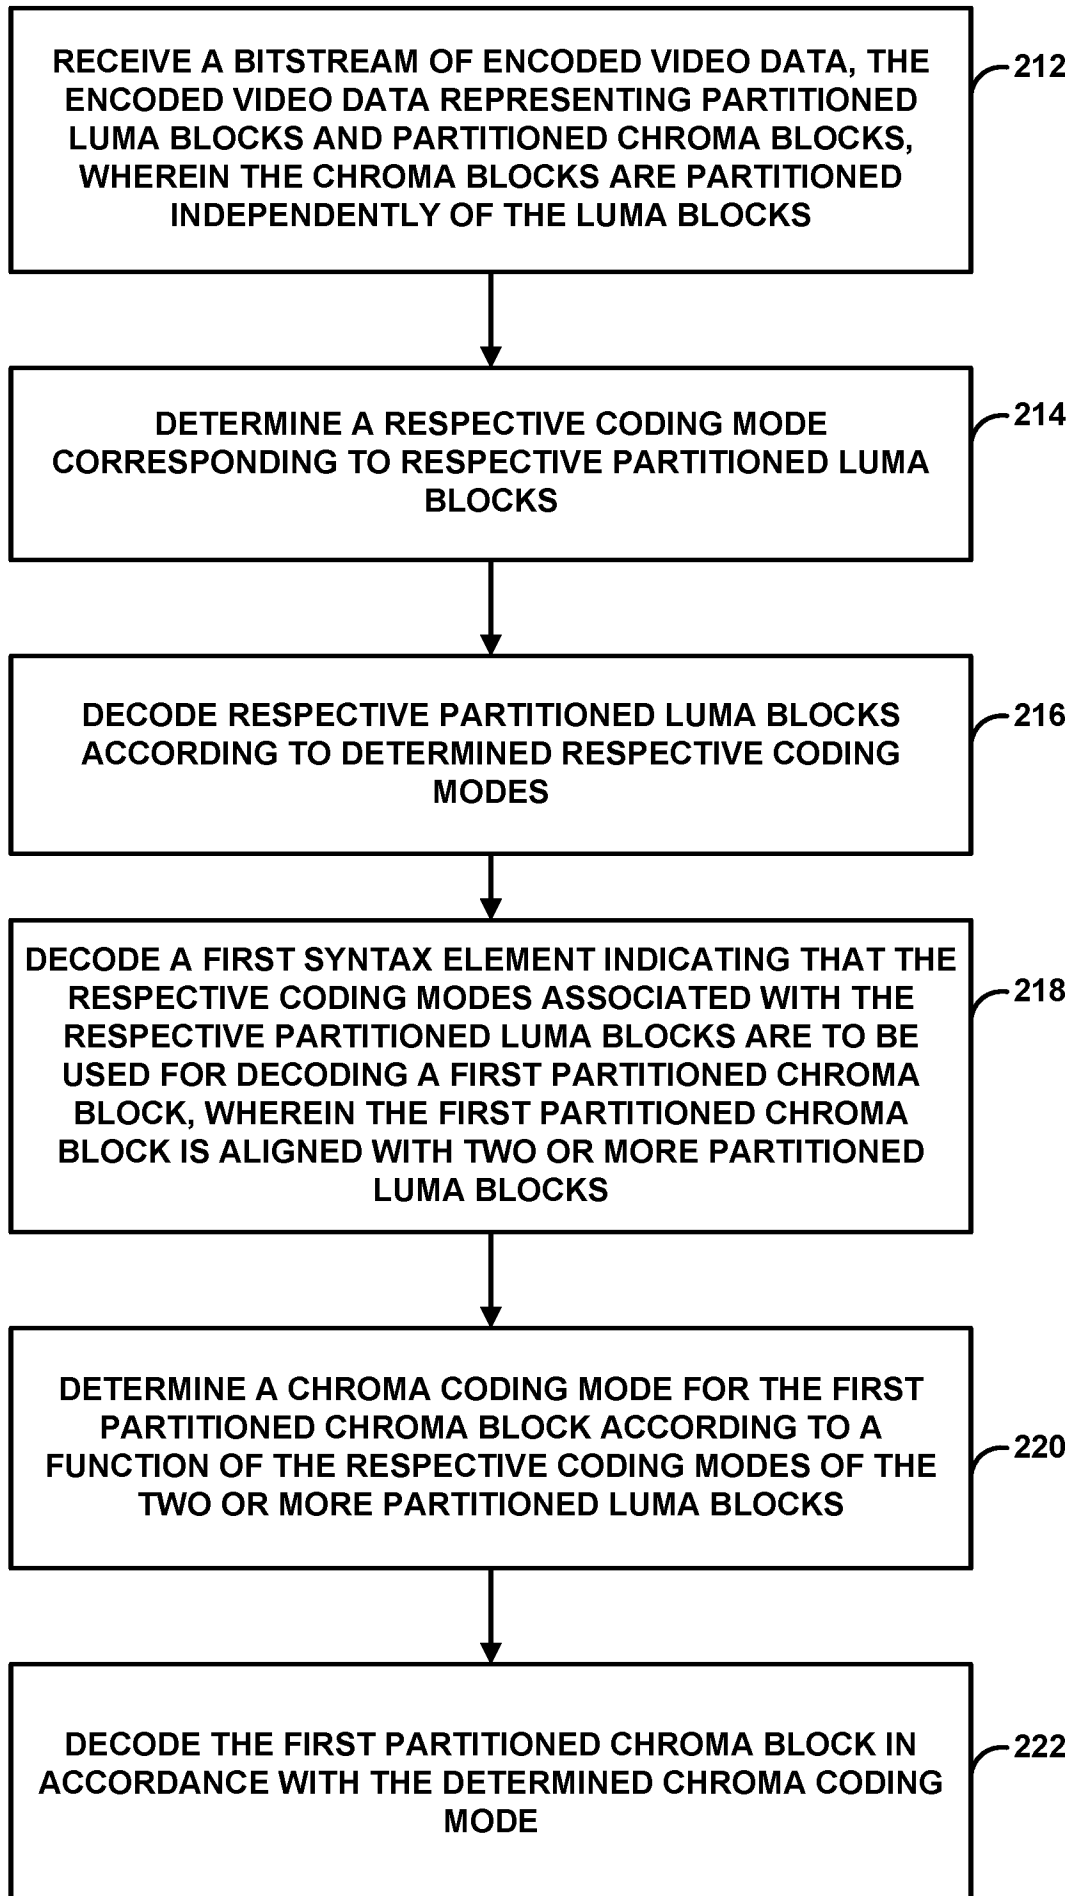 RECEIVE A BITSTREAM OF ENCODED VIDEO DATA, THE
ENCODED VIDEO DATA REPRESENTING PARTITIONED
LUMA BLOCKS AND PARTITIONED CHROMA BLOCKS,
WHEREIN THE CHROMA BLOCKS ARE PARTITIONED
INDEPENDENTLY OF THE LUMA BLOCKS
212
DETERMINE A RESPECTIVE CODING MODE
CORRESPONDING TO RESPECTIVE PARTITIONED LUMA
BLOCKS
214
DECODE RESPECTIVE PARTITIONED LUMA BLOCKS
ACCORDING TO DETERMINED RESPECTIVE CODING
MODES
216
DECODE A FIRST SYNTAX ELEMENT INDICATING THAT THE
RESPECTIVE CODING MODES ASSOCIATED WITH THE
RESPECTIVE PARTITIONED LUMA BLOCKS ARE TO BE
USED FOR DECODING A FIRST PARTITIONED CHROMA
BLOCK, WHEREIN THE FIRST PARTITIONED CHROMA
BLOCK IS ALIGNED WITH TWO OR MORE PARTITIONED
LUMA BLOCKS
218
DETERMINE A CHROMA CODING MODE FOR THE FIRST
PARTITIONED CHROMA BLOCK ACCORDING TO A
FUNCTION OF THE RESPECTIVE CODING MODES OF THE
TWO OR MORE PARTITIONED LUMA BLOCKS
220
DECODE THE FIRST PARTITIONED CHROMA BLOCK IN
ACCORDANCE WITH THE DETERMINED CHROMA CODING
MODE
222